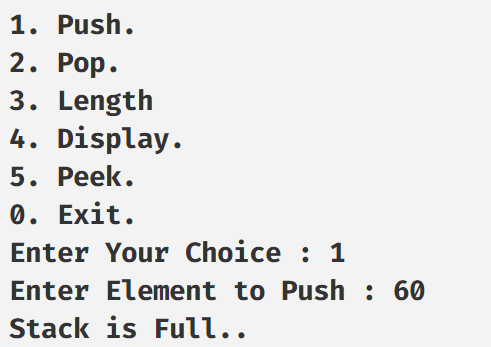 1. Push.
2. Pop.
3. Length
4. Display.
5. Peek.
0. Exit.
Enter Your Choice : 1
Enter Element to Push : 60
Stack is Full..